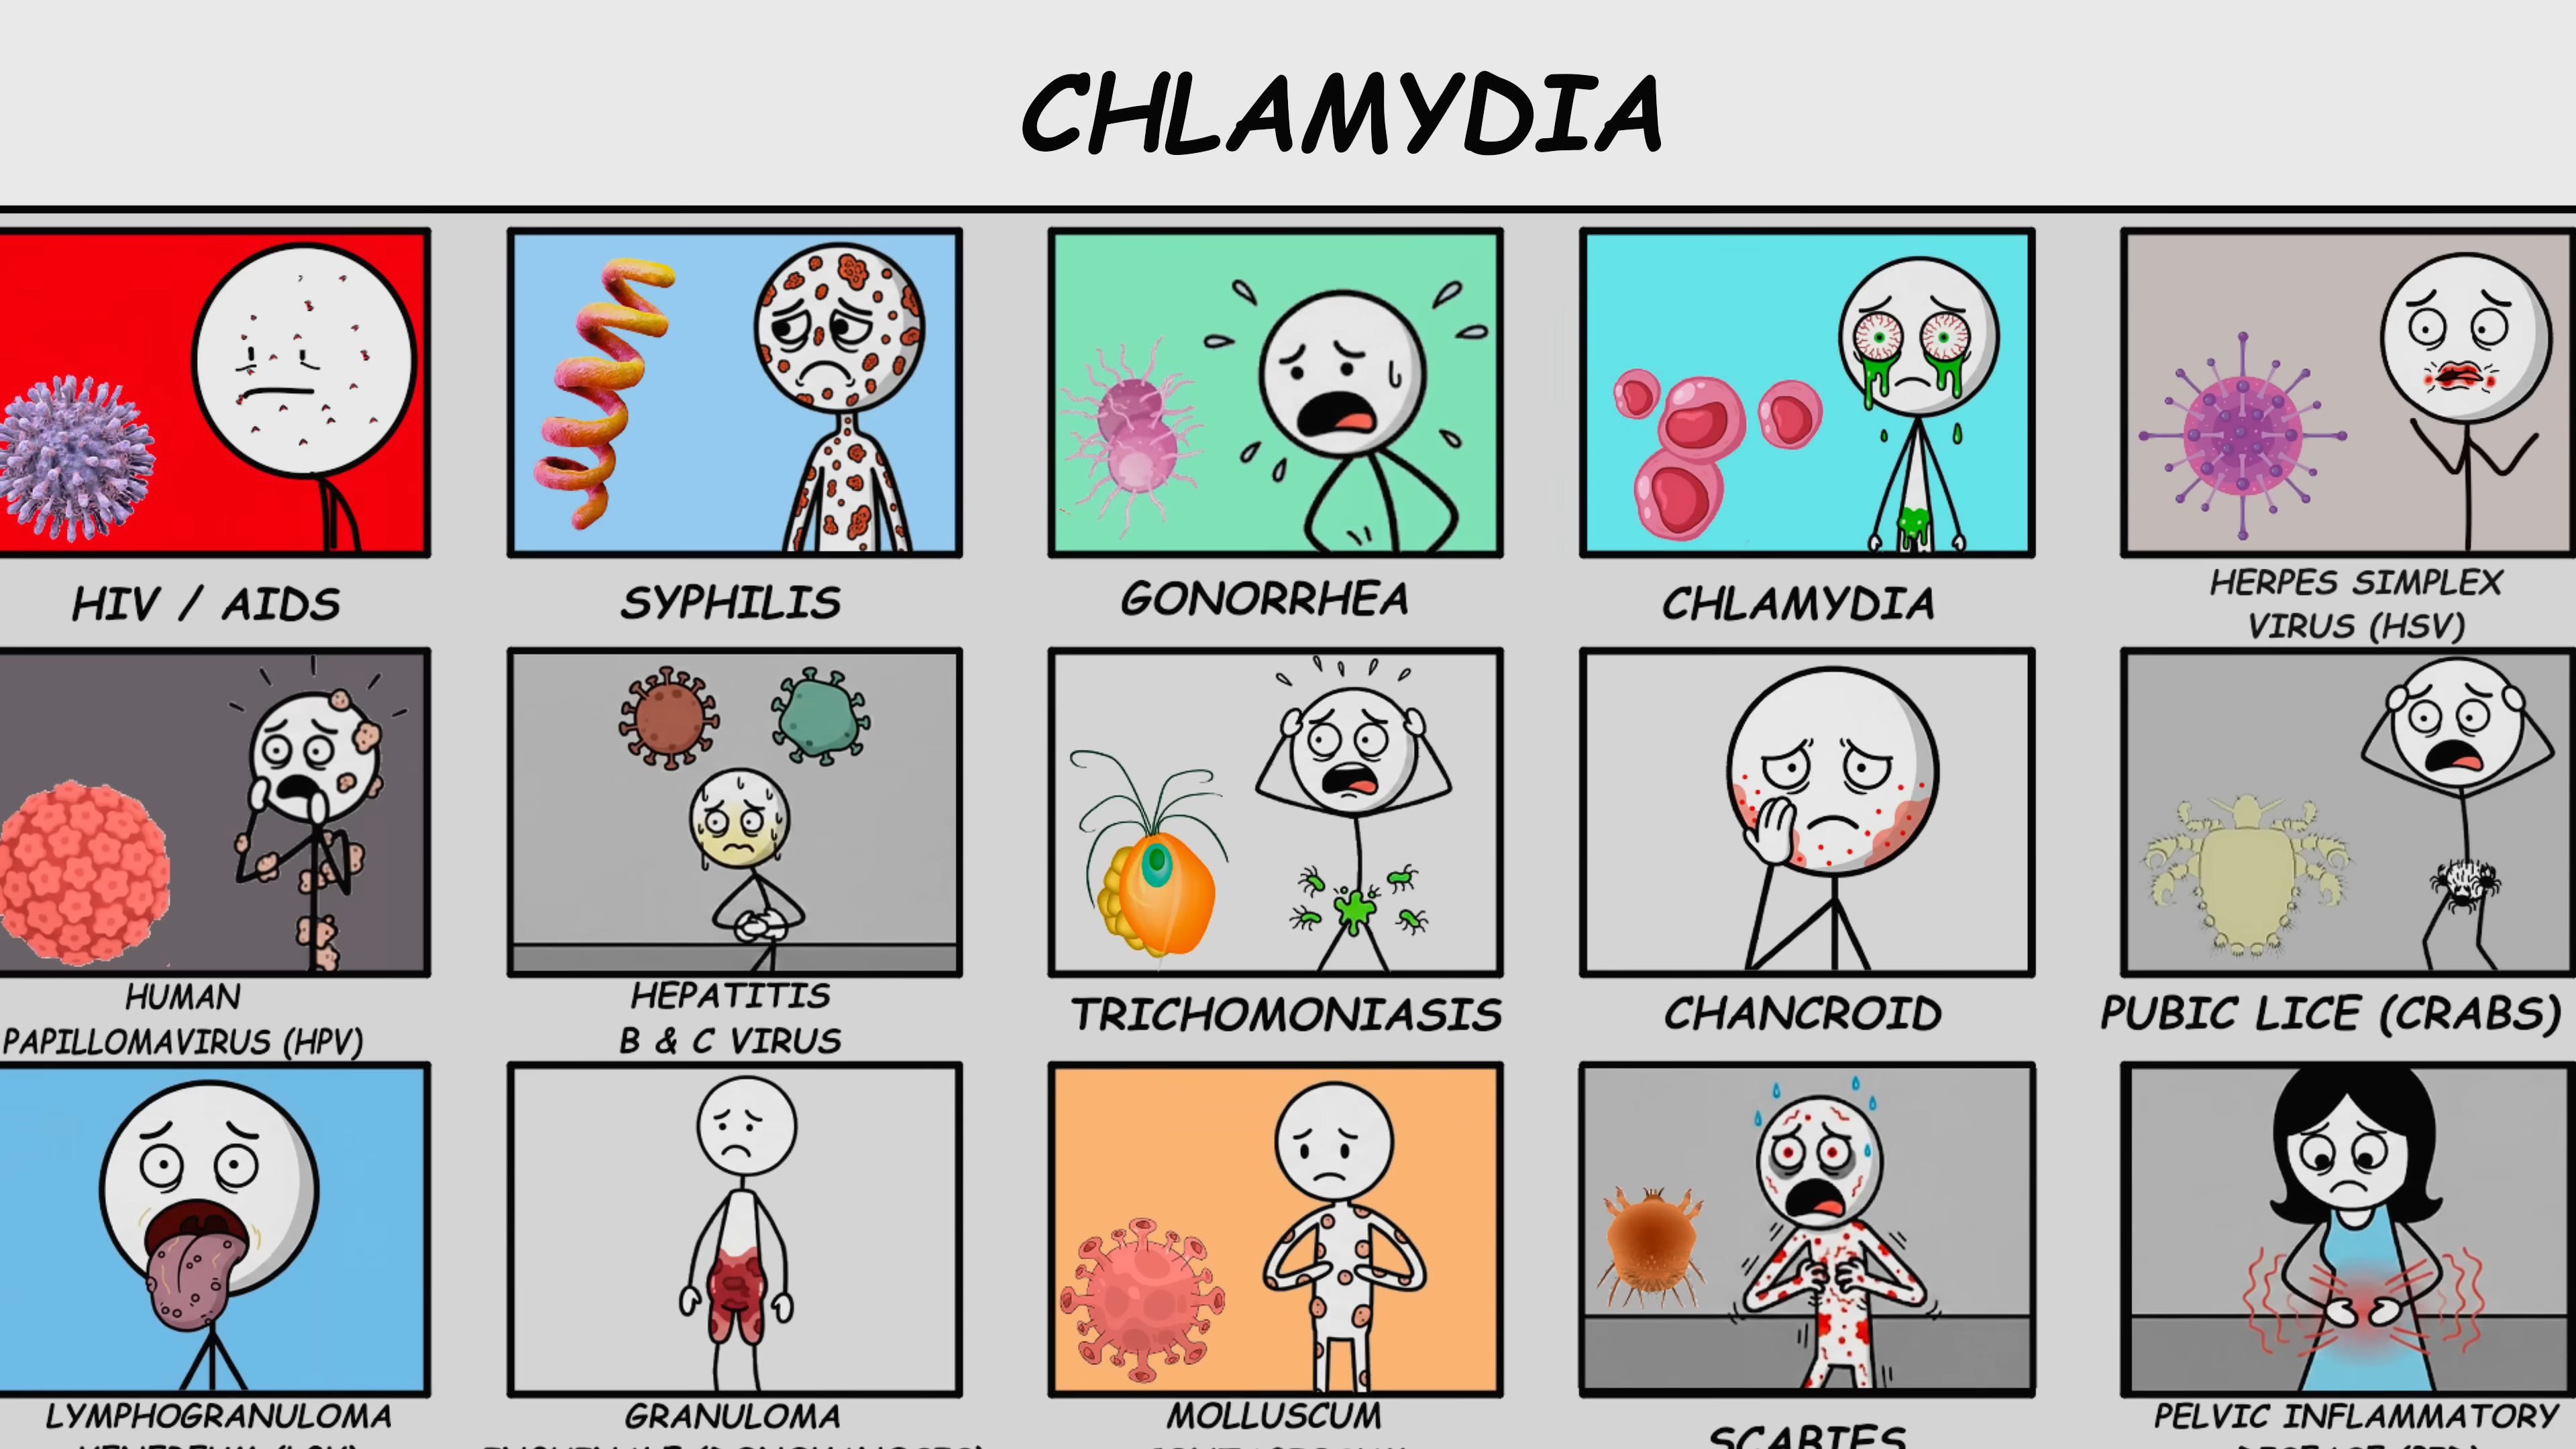 CHLAMYDIA
HIV / AIDS
SYPHILIS
GONORRHEA
CHLAMYDIA
HERPES SIMPLEX
VIRUS (HSV)
HUMAN
PAPILLOMAVIRUS (HPV)
HEPATITIS
B & C VIRUS
TRICHOMONIASIS
CHANCROID
PUBIC LICE (CRABS)
LYMPHOGRANULOMA
GRANULOMA
MOLLUSCUM
SCABIES
PELVIC INFLAMMATORY